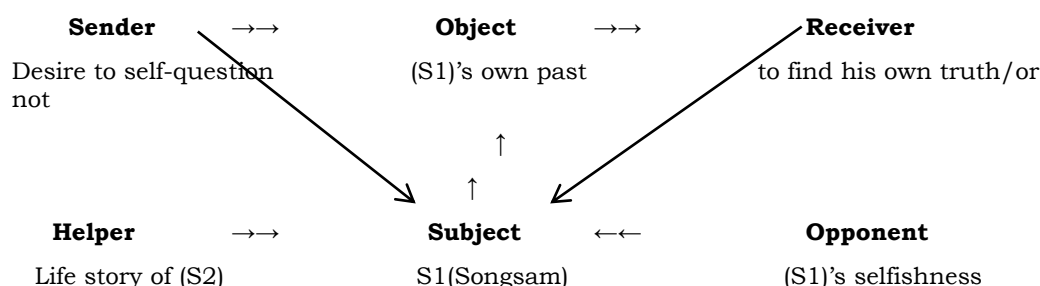 Sender →→ Object →→ Receiver
Desire to self-question (S1)'s own past to find his own truth/or
not
↑
↑
Helper →→ Subject ←← Opponent
Life story of (S2) S1(Songsam) (S1)'s selfishness